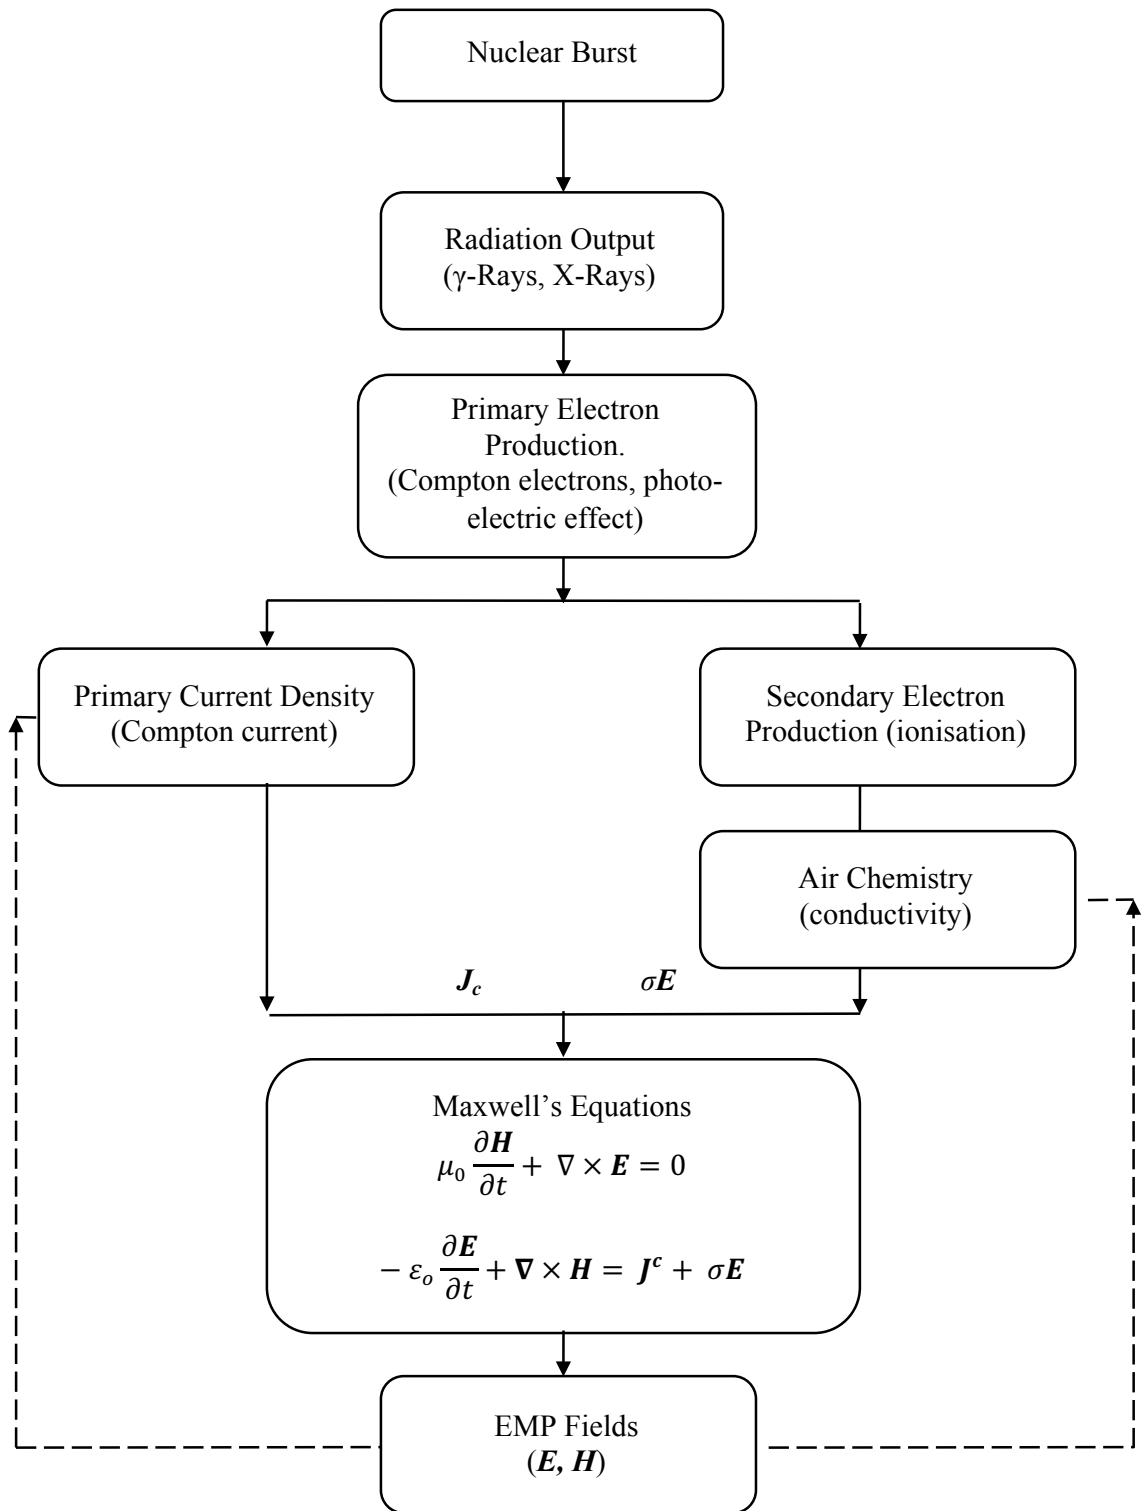 Nuclear Burst
Radiation Output
(γ-Rays, X-Rays)
Primary Electron
Production.
(Compton electrons, photo-
electric effect)
Primary Current Density
(Compton current)
Secondary Electron
Production (ionisation)
Air Chemistry
(conductivity)
J_c
σE
Maxwell’s Equations
μ₀ ∂H/∂t + ∇ × E = 0
− ε_o ∂E/∂t + ∇ × H = J^c + σE
EMP Fields
(E, H)